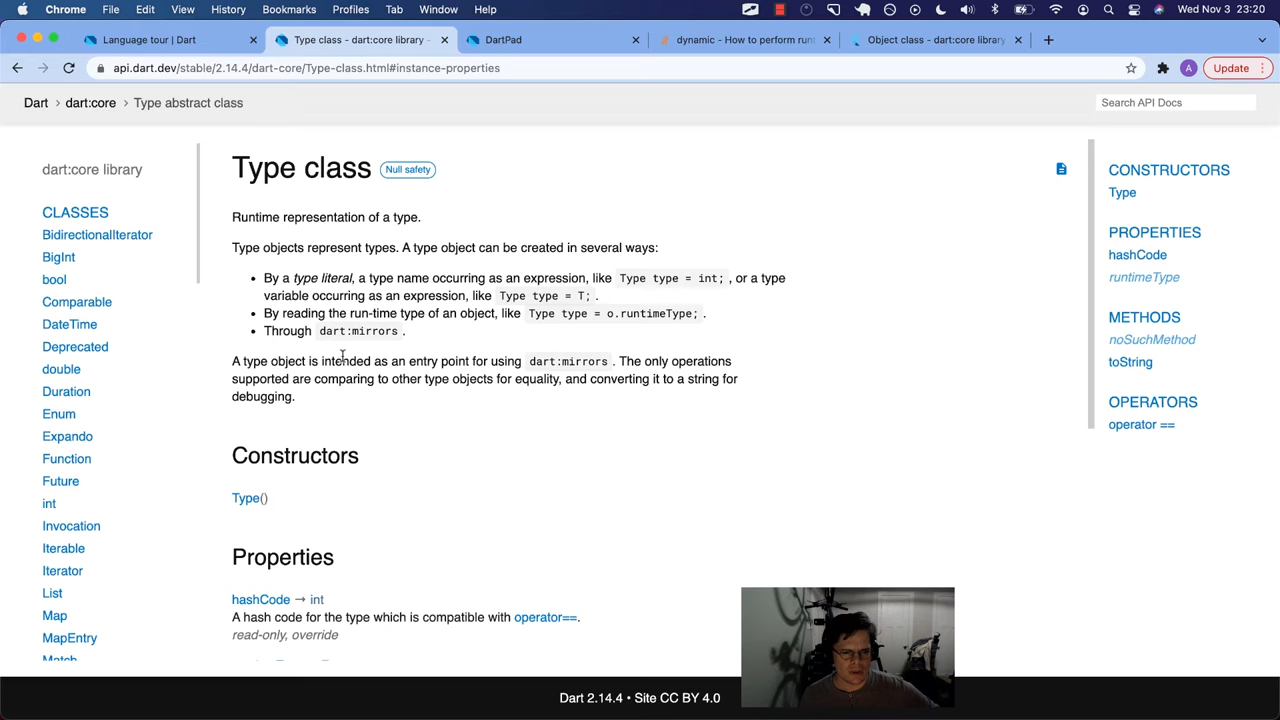 Chrome File Edit View History Bookmarks Profiles Tab Window Help Wed Nov 3 23:20
Language tour | Dart
Type class - dart:core library -
DartPad
dynamic - How to perform run
Object class - dart:core library
api.dart.dev/stable/2.14.4/dart-core/Type-class.html#instance-properties
A
Update
Dart › dart:core › Type abstract class
Search API Docs
dart:core library
CLASSES
BidirectionalIterator
BigInt
bool
Comparable
DateTime
Deprecated
double
Duration
Enum
Expando
Function
Future
int
Invocation
Iterable
Iterator
List
Map
MapEntry
Match
Type class Null safety
Runtime representation of a type.
Type objects represent types. A type object can be created in several ways:
• By a type literal, a type name occurring as an expression, like Type type = int; , or a type
variable occurring as an expression, like Type type = T; .
• By reading the run-time type of an object, like Type type = o.runtimeType; .
• Through dart:mirrors .
A type object is intended as an entry point for using dart:mirrors . The only operations
supported are comparing to other type objects for equality, and converting it to a string for
debugging.
Constructors
Type()
Properties
hashCode → int
A hash code for the type which is compatible with operator==.
read-only, override
CONSTRUCTORS
Type
PROPERTIES
hashCode
runtimeType
METHODS
noSuchMethod
toString
OPERATORS
operator ==
Dart 2.14.4 • Site CC BY 4.0